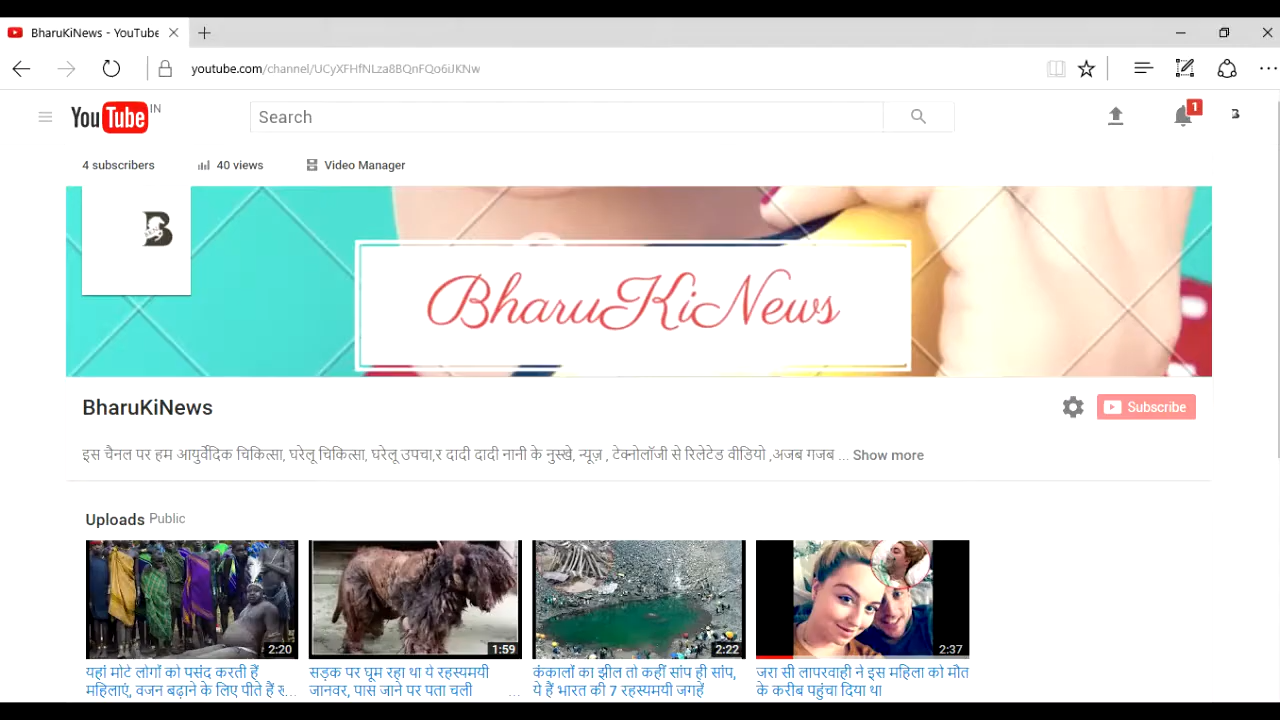 BharuKiNews - YouTube
youtube.com/channel/UCyXFHfNLza8BQnFQo6iJKNw
YouTube IN
Search
1
B
4 subscribers
40 views
Video Manager
B
BharuKiNews
BharuKiNews
Subscribe
इस चैनल पर हम आयुर्वेदिक चिकित्सा, घरेलू चिकित्सा, घरेलू उपचा,र दादी दादी नानी के नुस्खे, न्यूज़ , टेक्नोलॉजी से रिलेटेड वीडियो ,अजब गजब ... Show more
Uploads Public
2:20
1:59
2:22
2:37
यहां मोटे लोगों को पसंद करती हैं
महिलाएं, वजन बढ़ाने के लिए पीते हैं र...
सड़क पर घूम रहा था ये रहस्यमयी
जानवर, पास जाने पर पता चली ...
कंकालों का झील तो कहीं सांप ही सांप,
ये हैं भारत की 7 रहस्यमयी जगहें
जरा सी लापरवाही ने इस महिला को मौत
के करीब पहुंचा दिया था